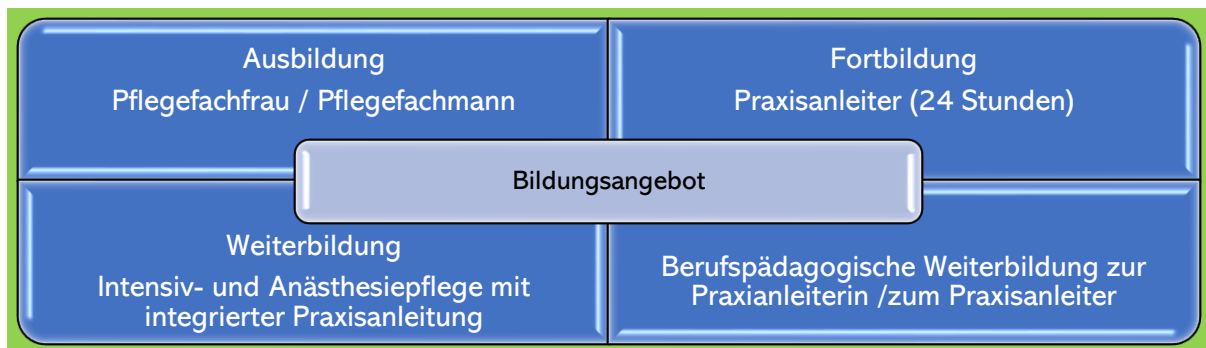 Ausbildung
Pflegefachfrau / Pflegefachmann
Fortbildung
Praxisanleiter (24 Stunden)
Bildungsangebot
Weiterbildung
Intensiv- und Anästhesiepflege mit
integrierter Praxisanleitung
Berufspädagogische Weiterbildung zur
Praxianleiterin /zum Praxisanleiter